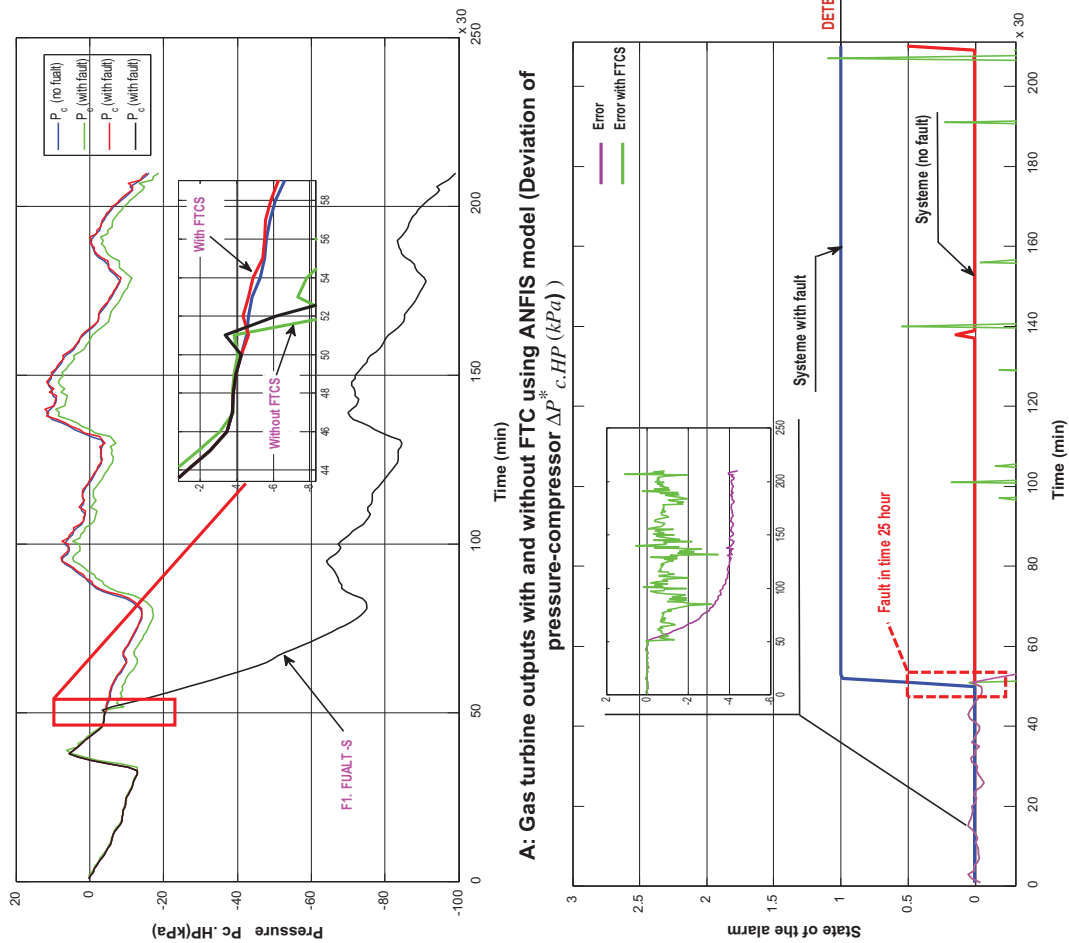 20
0
-20
-40
-60
-80
-100
Pressure Pc .HP(kPa)
0
50
100
150
200
250
x 30
Time (min)
P c (no fualt)
P c (with fault)
P c (with fault)
P c (with fault)
F1. FUALT -S
With FTCS
Without FTCS
-2
-4
-6
-8
44
46
48
50
52
54
56
58
A: Gas turbine outputs with and without FTC using ANFIS model (Deviation of
pressure-compressor ΔP*c.HP (kPa))
3
2.5
2
1.5
1
0.5
0
State of the alarm
0
20
40
60
80
100
120
140
160
180
200
x 30
Time (min)
Error
Error with FTCS
2
0
-2
-4
-6
0
50
100
150
200
250
Fault in time 25 hour
Systeme with fault
Systeme (no fault)
DETE